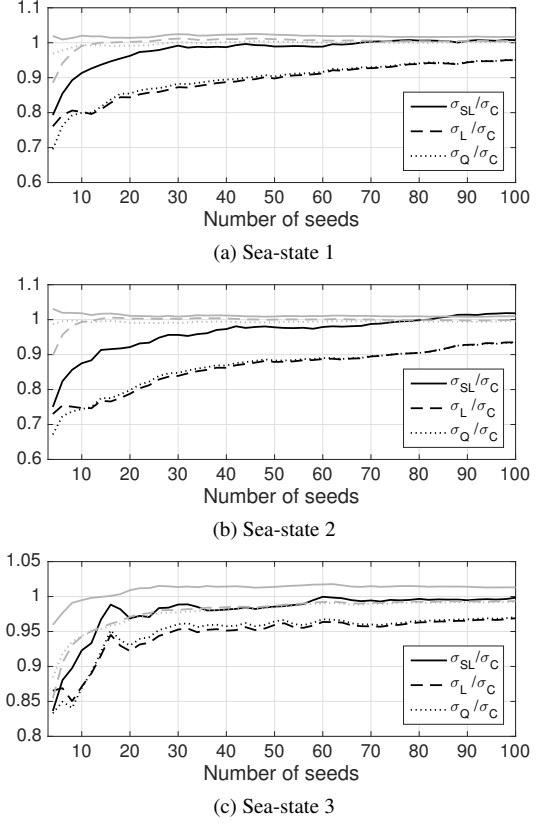 1.1
1
0.9
0.8
0.7
0.6
10 20 30 40 50 60 70 80 90 100
Number of seeds
σSL/σC
σL/σC
σQ/σC
(a) Sea-state 1
1.1
1
0.9
0.8
0.7
0.6
10 20 30 40 50 60 70 80 90 100
Number of seeds
σSL/σC
σL/σC
σQ/σC
(b) Sea-state 2
1.05
1
0.95
0.9
0.85
0.8
10 20 30 40 50 60 70 80 90 100
Number of seeds
σSL/σC
σL/σC
σQ/σC
(c) Sea-state 3